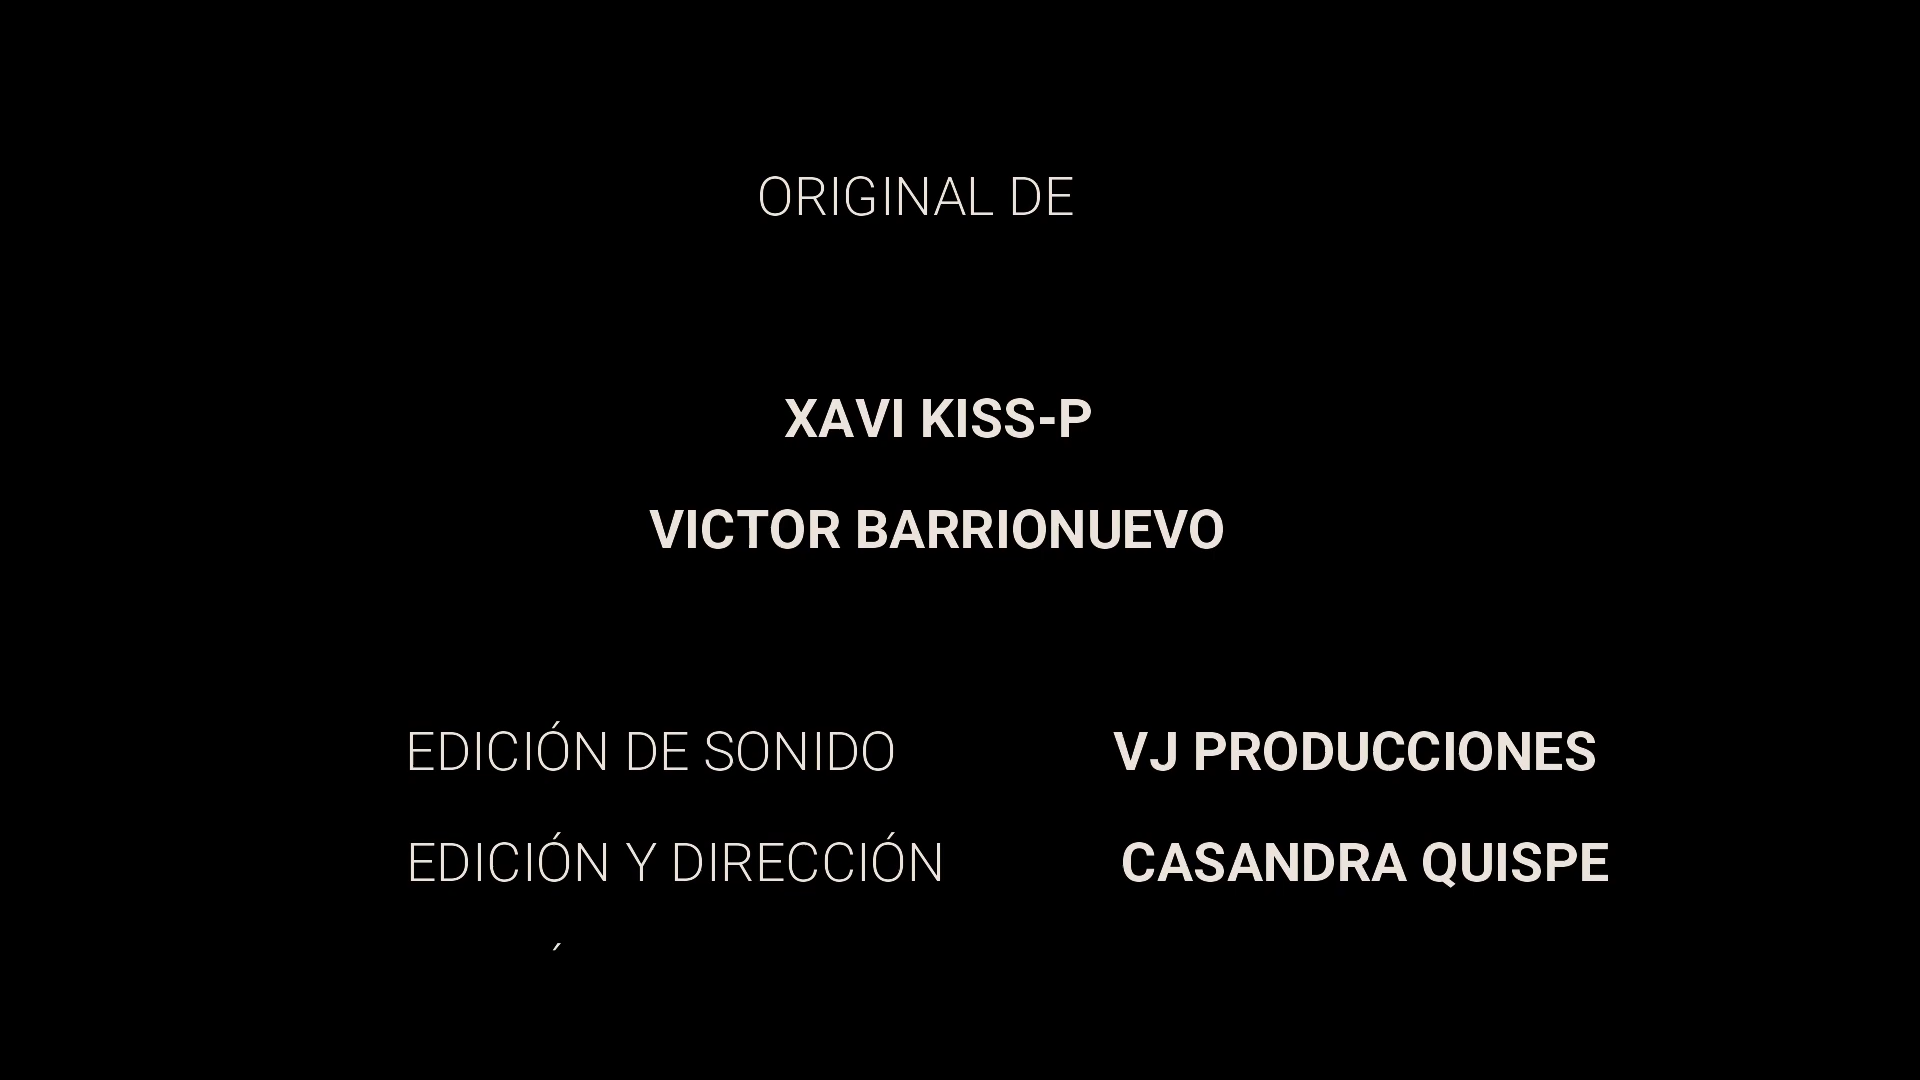 ORIGINAL DE
XAVI KISS-P
VICTOR BARRIONUEVO
EDICIÓN DE SONIDO VJ PRODUCCIONES
EDICIÓN Y DIRECCIÓN CASANDRA QUISPE